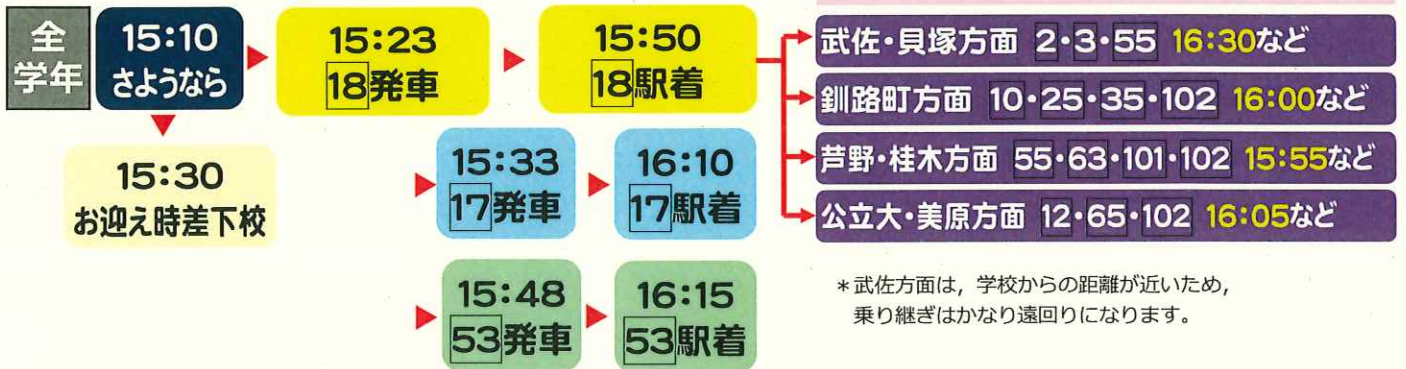 全
学年
15:10
さようなら
15:23
18発車
15:50
18駅着
武佐・貝塚方面 2・3・55 16:30など
釧路町方面 10・25・35・102 16:00など
芦野・桂木方面 55・63・101・102 15:55など
公立大・美原方面 12・65・102 16:05など
15:30
お迎え時差下校
15:33
17発車
16:10
17駅着
15:48
53発車
16:15
53駅着
＊武佐方面は，学校からの距離が近いため，
乗り継ぎはかなり遠回りになります。